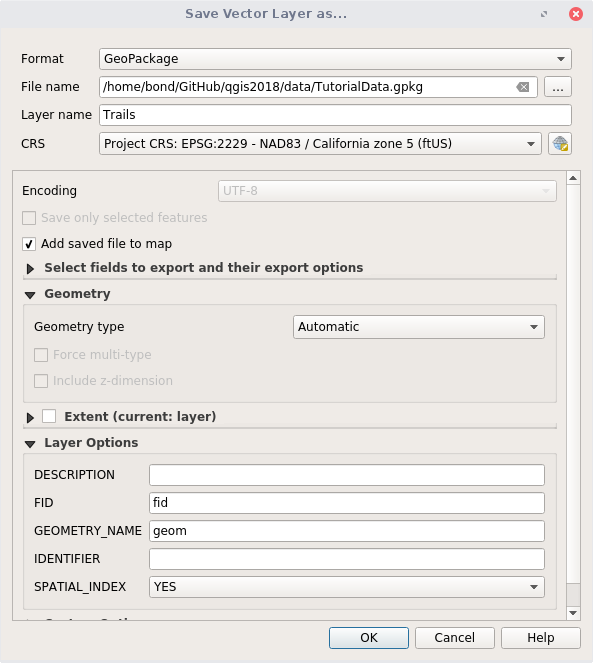 Save Vector Layer as...
Format GeoPackage
File name /home/bond/GitHub/qgis2018/data/TutorialData.gpkg ...
Layer name Trails
CRS Project CRS: EPSG:2229 - NAD83 / California zone 5 (ftUS)
Encoding UTF-8
Save only selected features
Add saved file to map
Select fields to export and their export options
Geometry
Geometry type Automatic
Force multi-type
Include z-dimension
Extent (current: layer)
Layer Options
DESCRIPTION
FID fid
GEOMETRY_NAME geom
IDENTIFIER
SPATIAL_INDEX YES
OK Cancel Help